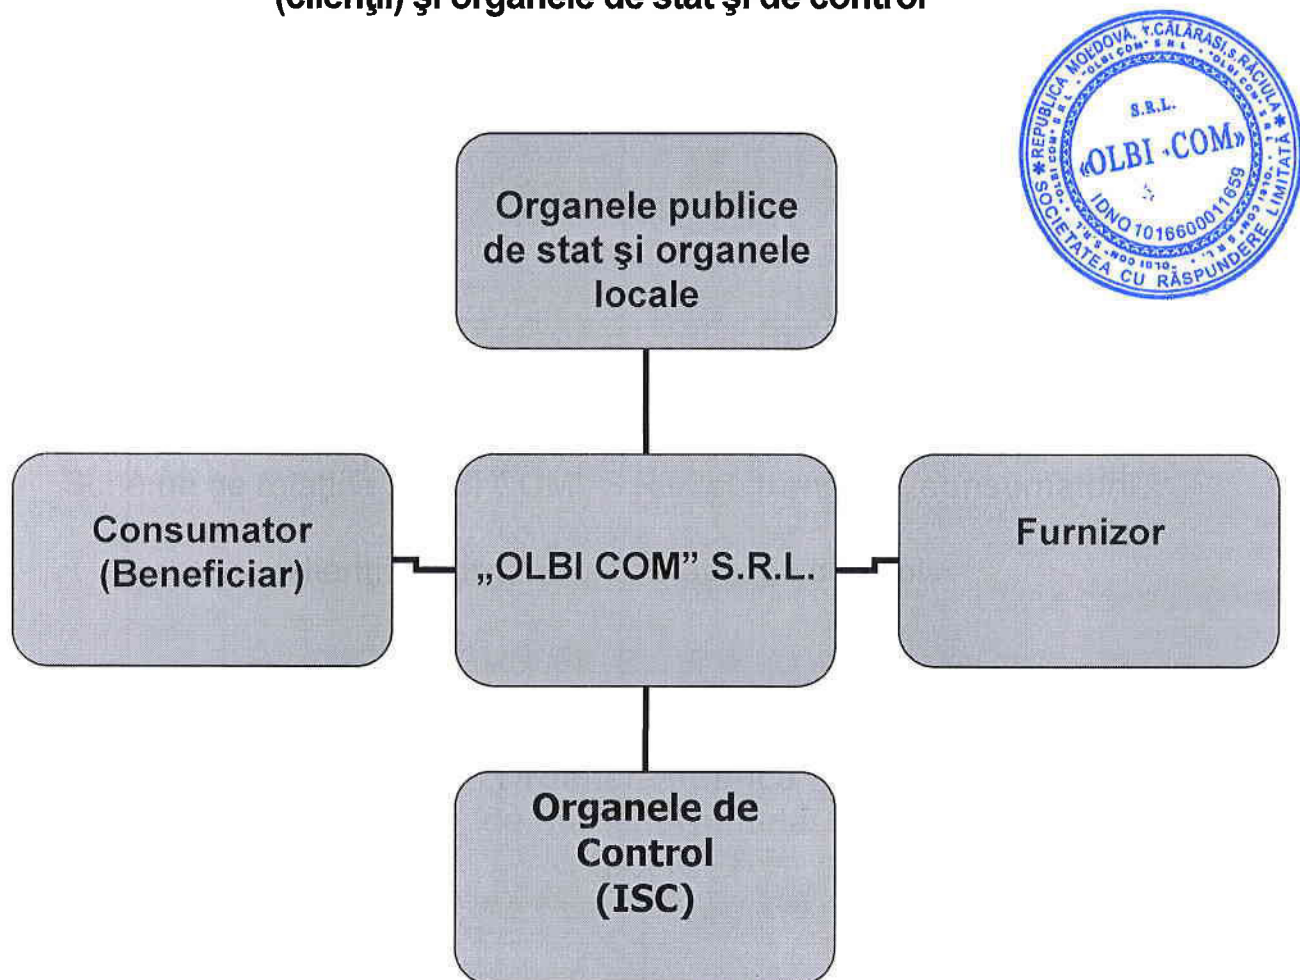 (clienţii) şi organele de stat şi de control
* REPUBLICA MOLDOVA, r. CĂLĂRAŞI, s. RĂCIULA *
SOCIETATEA CU RĂSPUNDERE LIMITATĂ
S.R.L.
«OLBI-COM»
IDNO 1016600011659
Organele publice
de stat şi organele
locale
Consumator
(Beneficiar)
„OLBI COM” S.R.L.
Furnizor
Organele de
Control
(ISC)